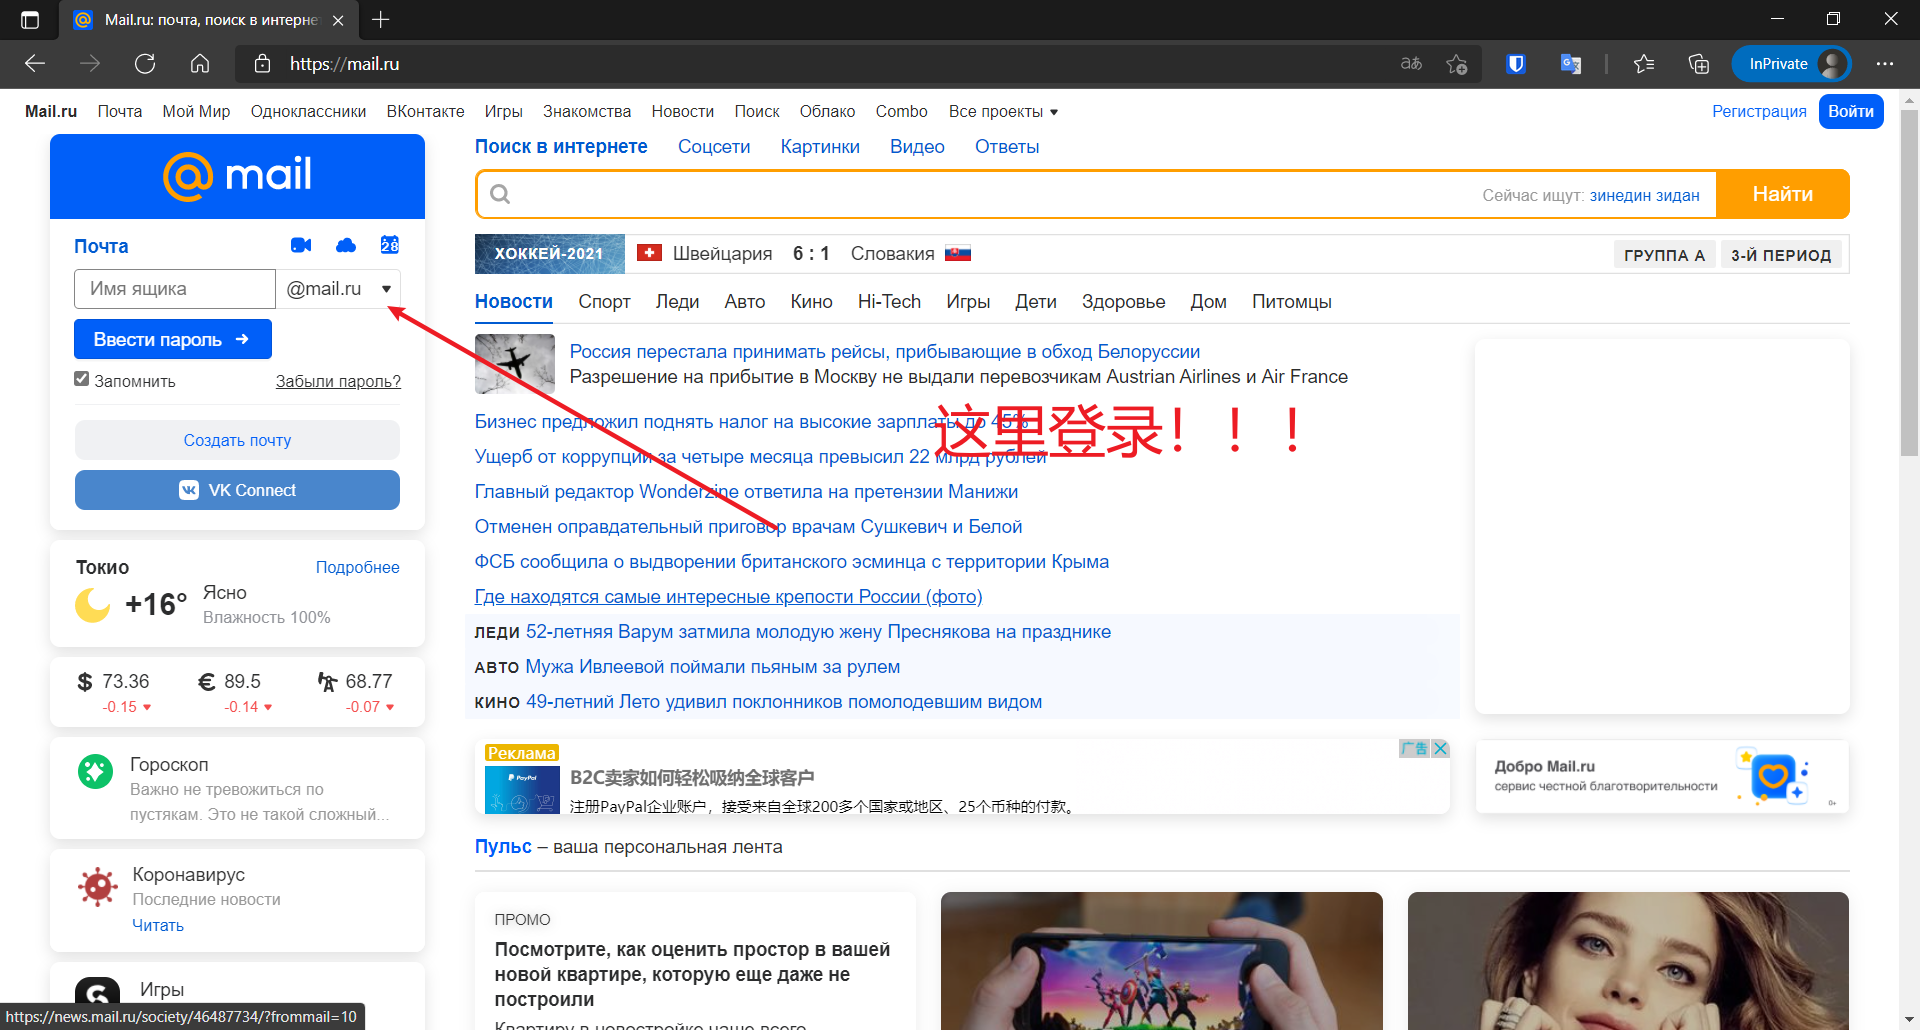 Mail.ru: почта, поиск в интерне
https://mail.ru
InPrivate
Mail.ru Почта Мой Мир Одноклассники ВКонтакте Игры Знакомства Новости Поиск Облако Combo Все проекты
Регистрация Войти
mail
Почта
28
Имя ящика @mail.ru
Ввести пароль
Запомнить Забыли пароль?
Создать почту
VK Connect
Токио Подробнее
+16° Ясно
Влажность 100%
$ 73.36 € 89.5 68.77
-0.15 -0.14 -0.07
Гороскоп
Важно не тревожиться по
пустякам. Это не такой сложный...
Коронавирус
Последние новости
Читать
Игры
https://news.mail.ru/society/46487734/?frommail=10
Поиск в интернете Соцсети Картинки Видео Ответы
Сейчас ищут: зинедин зидан Найти
ХОККЕЙ-2021 Швейцария 6 : 1 Словакия ГРУППА A 3-Й ПЕРИОД
Новости Спорт Леди Авто Кино Hi-Tech Игры Дети Здоровье Дом Питомцы
Россия перестала принимать рейсы, прибывающие в обход Белоруссии
Разрешение на прибытие в Москву не выдали перевозчикам Austrian Airlines и Air France
Бизнес предложил поднять налог на высокие зарплаты до 45%
这里登录！！！
Ущерб от коррупции за четыре месяца превысил 22 млрд рублей
Главный редактор Wonderzine ответила на претензии Манижи
Отменен оправдательный приговор врачам Сушкевич и Белой
ФСБ сообщила о выдворении британского эсминца с территории Крыма
Где находятся самые интересные крепости России (фото)
ЛЕДИ 52-летняя Варум затмила молодую жену Преснякова на празднике
АВТО Мужа Ивлеевой поймали пьяным за рулем
КИНО 49-летний Лето удивил поклонников помолодевшим видом
Реклама
广告
PayPal
B2C卖家如何轻松吸纳全球客户
注册PayPal企业账户，接受来自全球200多个国家或地区、25个币种的付款。
Добро Mail.ru
сервис честной благотворительности
0+
Пульс – ваша персональная лента
ПРОМО
Посмотрите, как оценить простор в вашей
новой квартире, которую еще даже не
построили
Квартиру в новостройке чаще всего